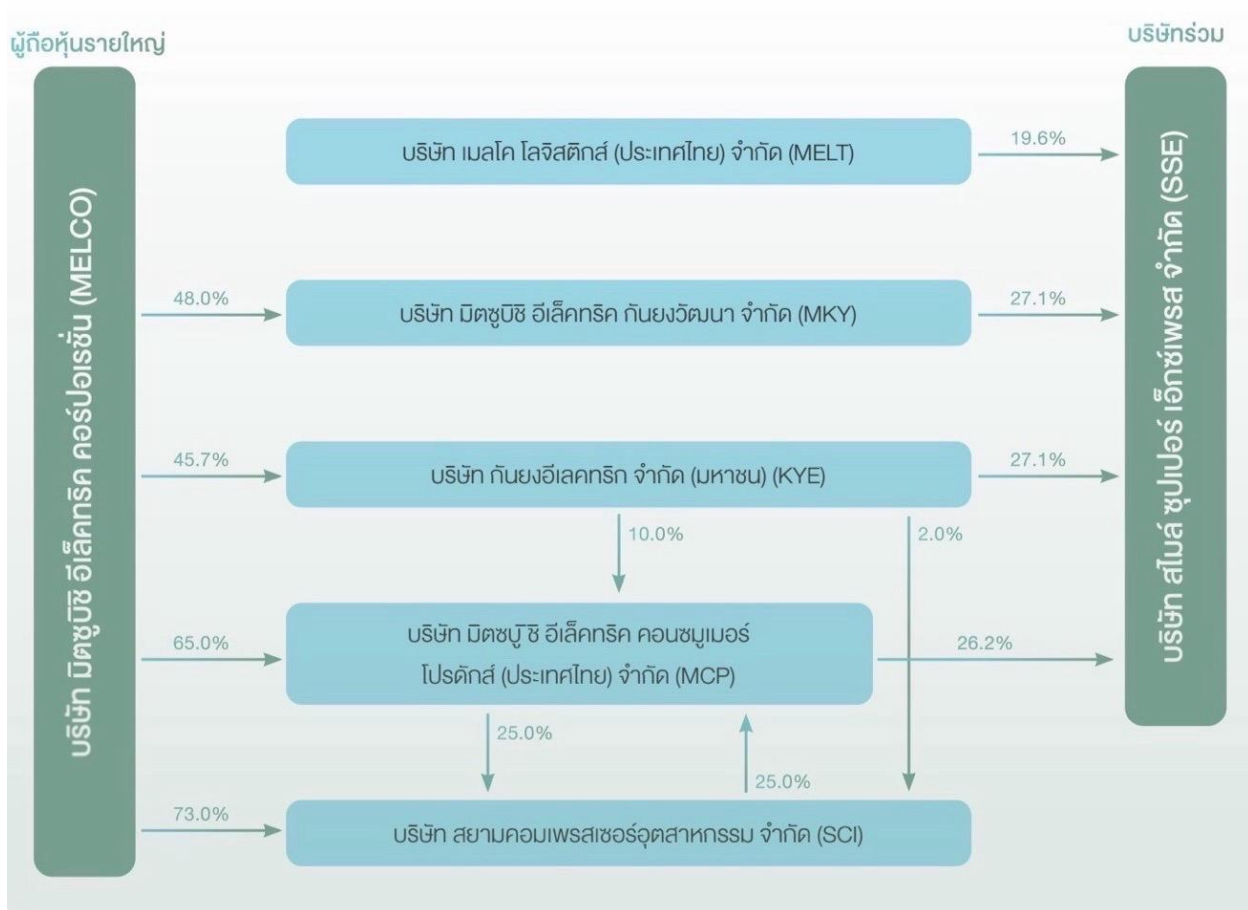 ผู้ถือหุ้นรายใหญ่
บริษัทร่วม
บริษัท มิตซูบิชิ อีเล็คทริค คอร์ปอเรชั่น (MELCO)
บริษัท เมลโค โลจิสติกส์ (ประเทศไทย) จำกัด (MELT)
19.6%
บริษัท สไมล์ ซุปเปอร์ เอ็กซ์เพรส จำกัด (SSE)
48.0%
บริษัท มิตซูบิชิ อีเล็คทริค กันยงวัฒนา จำกัด (MKY)
27.1%
45.7%
บริษัท กันยงอีเลคทริก จำกัด (มหาชน) (KYE)
27.1%
10.0%
2.0%
65.0%
บริษัท มิตซบู ิชิ อีเล็คทริค คอนซมูเมอร์
โปรดักส์ (ประเทศไทย) จำกัด (MCP)
26.2%
25.0%
25.0%
73.0%
บริษัท สยามคอมเพรสเซอร์อุตสาหกรรม จำกัด (SCI)